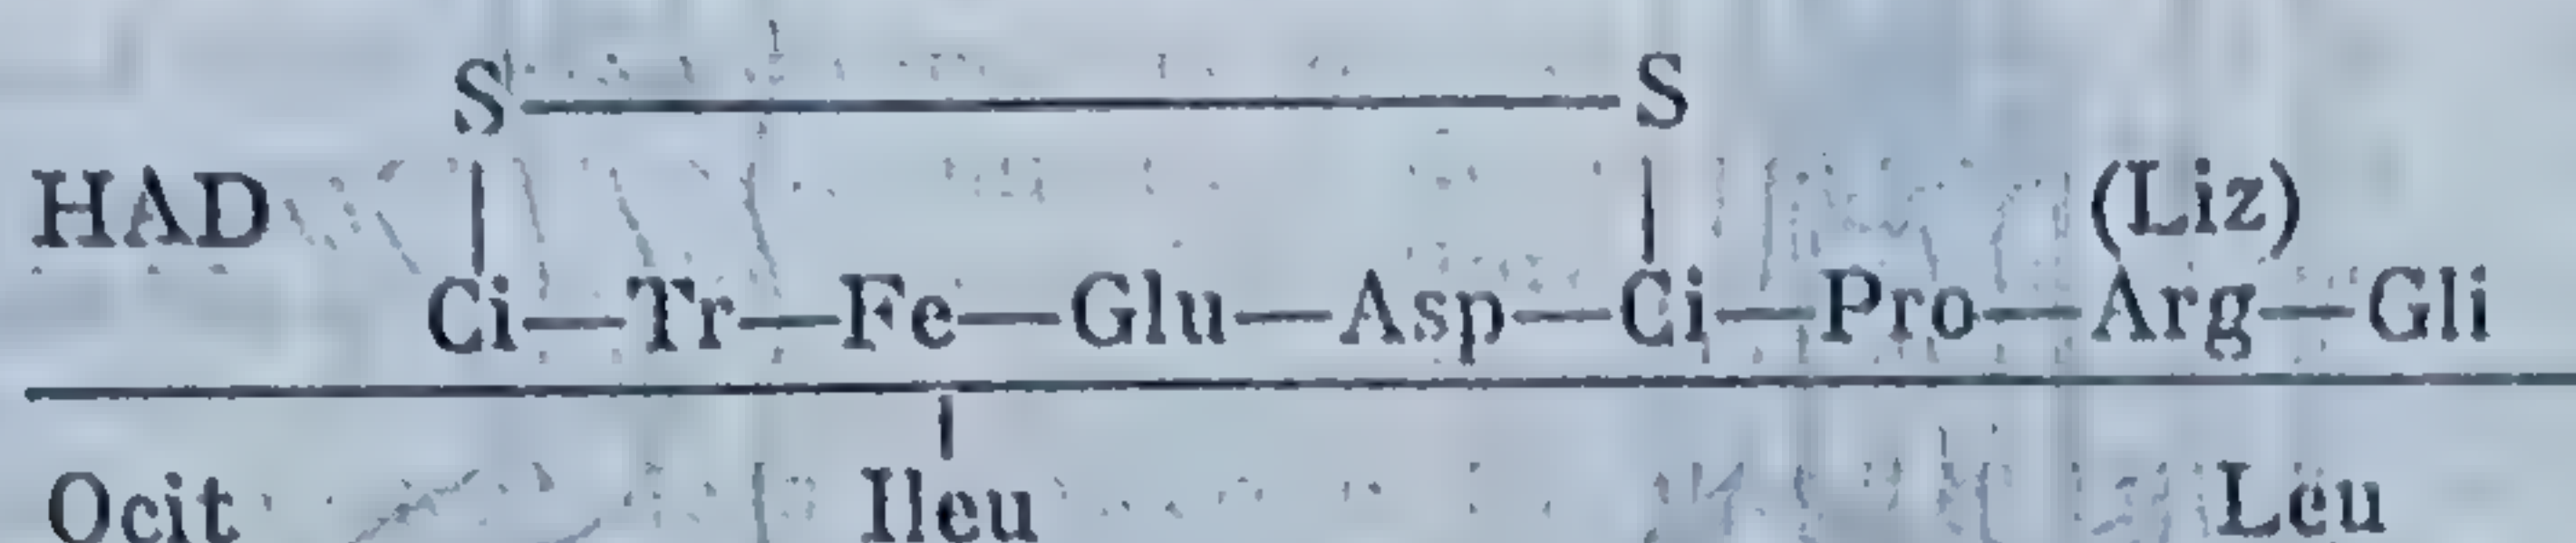 S—S
HAD (Liz)
Ci—Tr—Fe—Glu—Asp—Ci—Pro—Arg—Gli
Ocit Ileu Leu